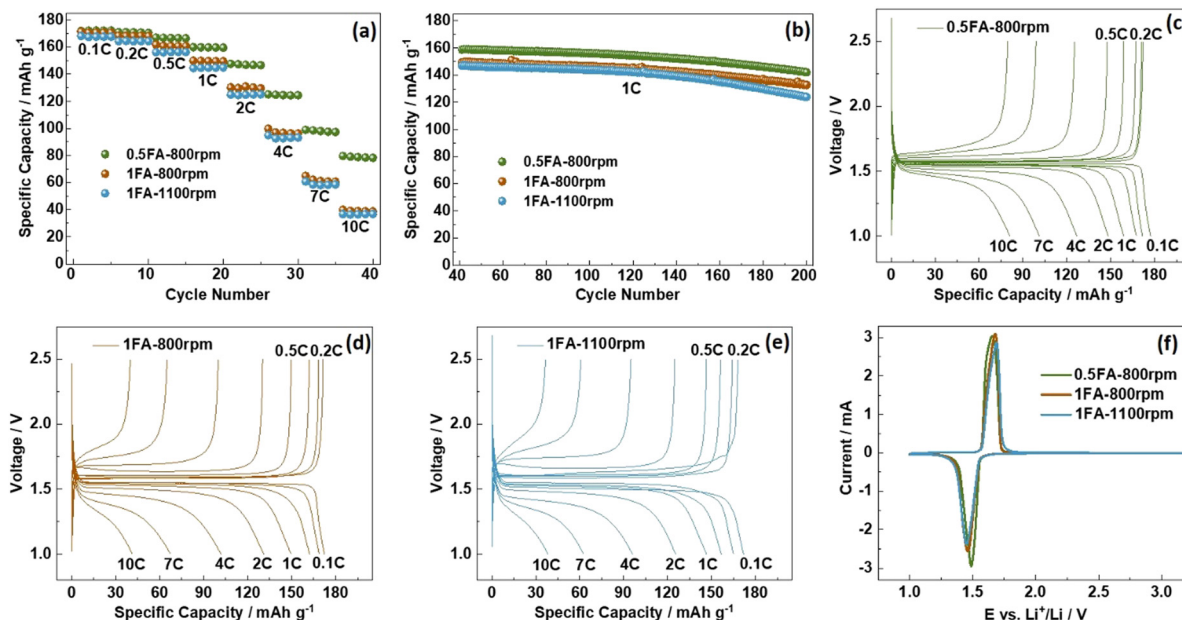 (a)
180
160
140
120
100
80
60
40
20
0
Specific Capacity / mAh g⁻¹
0.1C
0.2C
0.5C
1C
2C
4C
7C
10C
0.5FA-800rpm
1FA-800rpm
1FA-1100rpm
0 10 20 30 40
Cycle Number
(b)
180
160
140
120
100
80
60
40
20
0
Specific Capacity / mAh g⁻¹
1C
0.5FA-800rpm
1FA-800rpm
1FA-1100rpm
40 60 80 100 120 140 160 180 200
Cycle Number
(c)
0.5FA-800rpm
0.5C 0.2C
2.5
2.0
1.5
1.0
Voltage / V
10C 7C 4C 2C 1C 0.1C
0 30 60 90 120 150 180
Specific Capacity / mAh g⁻¹
(d)
1FA-800rpm
0.5C 0.2C
2.5
2.0
1.5
1.0
Voltage / V
10C 7C 4C 2C 1C 0.1C
0 30 60 90 120 150 180
Specific Capacity / mAh g⁻¹
(e)
1FA-1100rpm
0.5C 0.2C
2.5
2.0
1.5
1.0
Voltage / V
10C 7C 4C 2C 1C 0.1C
0 30 60 90 120 150 180
Specific Capacity / mAh g⁻¹
(f)
3
2
1
0
-1
-2
-3
Current / mA
0.5FA-800rpm
1FA-800rpm
1FA-1100rpm
1.0 1.5 2.0 2.5 3.0
E vs. Li⁺/Li / V